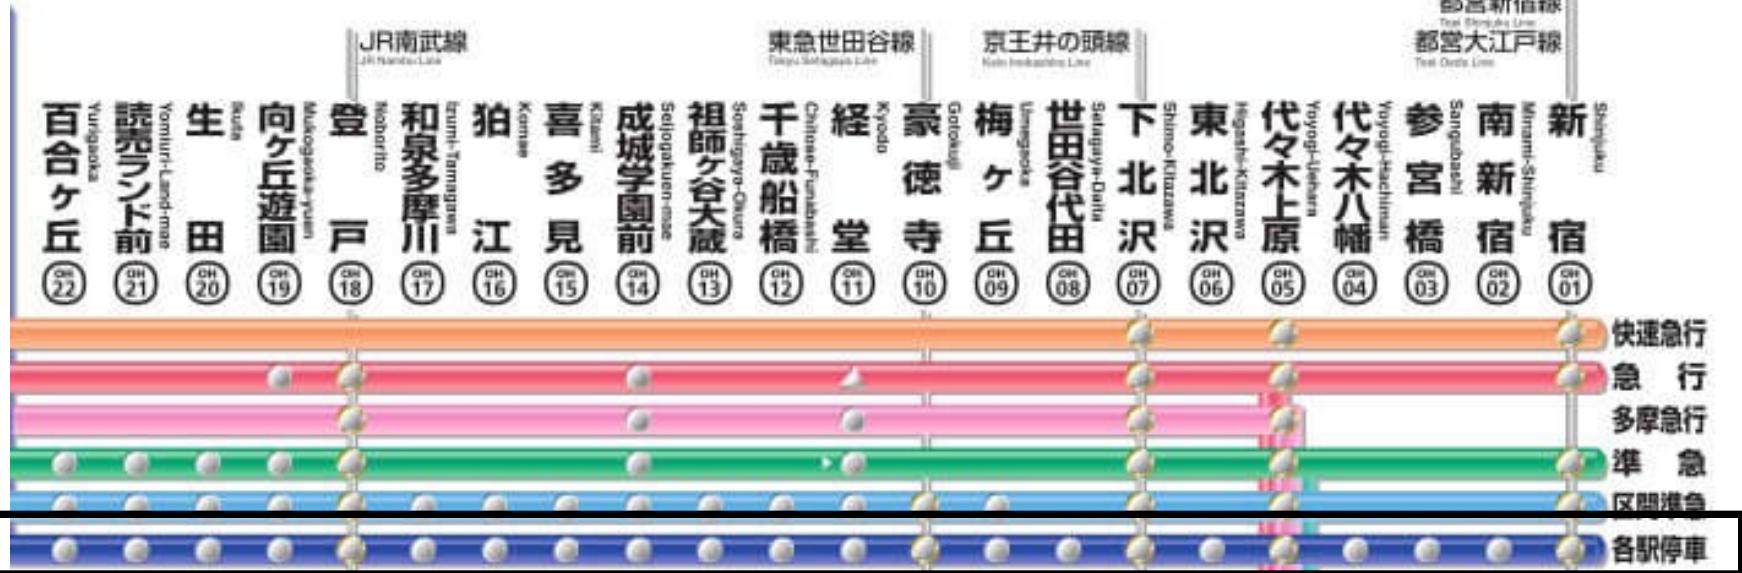 都営新宿線
Toei Shinjuku Line
JR南武線
JR Nambu Line
東急世田谷線
Tokyu Setagaya Line
京王井の頭線
Keio Inokashira Line
都営大江戸線
Toei Oedo Line
百合ヶ丘
Yurigaoka
OH
22
読売ランド前
Yomiuri-Land-mae
OH
21
生田
Ikuta
OH
20
向ヶ丘遊園
Mukogaoka-yuen
OH
19
登戸
Noborito
OH
18
和泉多摩川
Izumi-Tamagawa
OH
17
狛江
Komae
OH
16
喜多見
Kitami
OH
15
成城学園前
Seijogakuen-mae
OH
14
祖師ヶ谷大蔵
Soshigaya-Okura
OH
13
千歳船橋
Chitose-Funabashi
OH
12
経堂
Kyodo
OH
11
豪徳寺
Gotokuji
OH
10
梅ヶ丘
Umegaoka
OH
09
世田谷代田
Setagaya-Daita
OH
08
下北沢
Shimo-Kitazawa
OH
07
東北沢
Higashi-Kitazawa
OH
06
代々木上原
Yoyogi-Uehara
OH
05
代々木八幡
Yoyogi-Hachiman
OH
04
参宮橋
Sangubashi
OH
03
南新宿
Minami-Shinjuku
OH
02
新宿
Shinjuku
OH
01
快速急行
急行
多摩急行
準急
区間準急
各駅停車